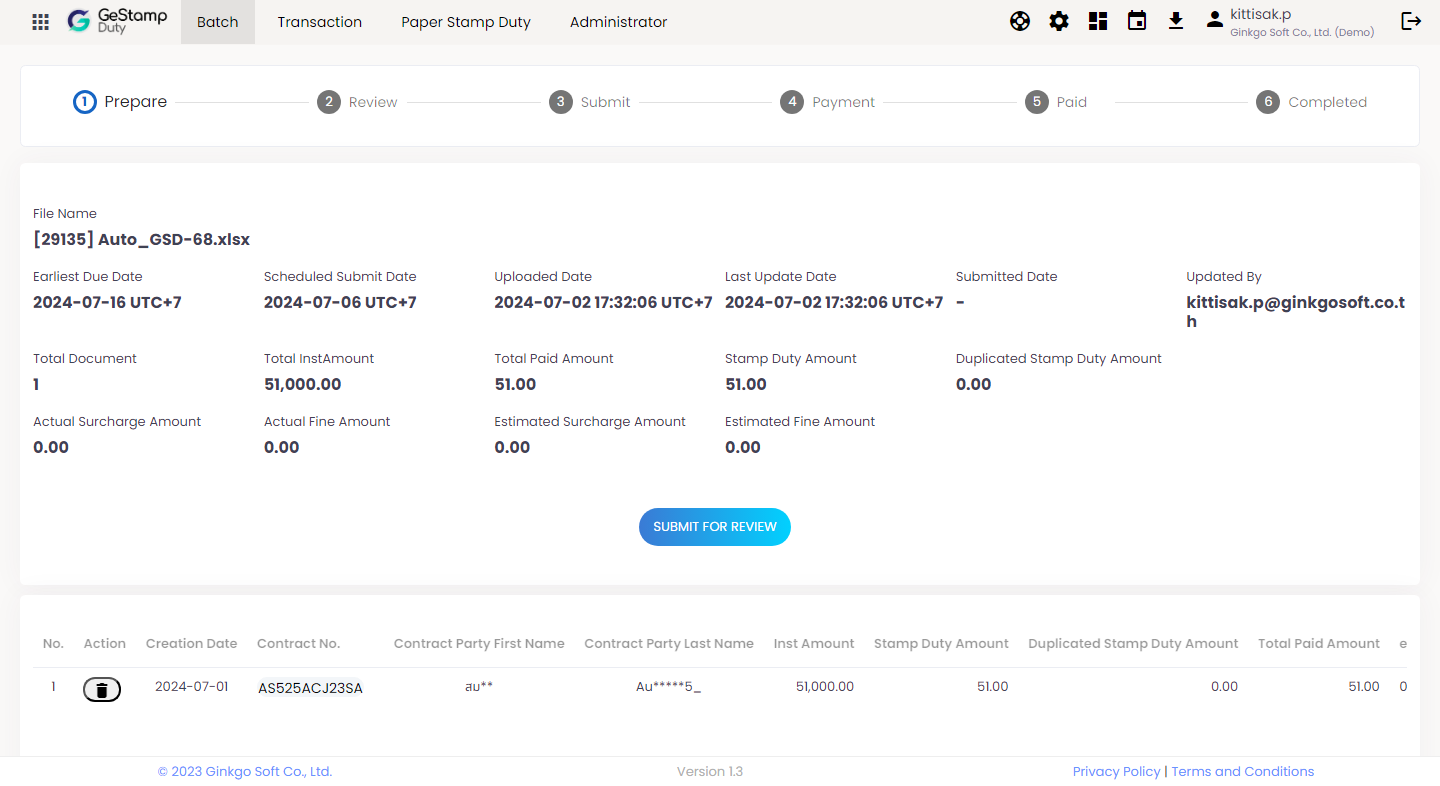 GeStamp
Duty
Batch
Transaction
Paper Stamp Duty
Administrator
kittisak.p
Ginkgo Soft Co., Ltd. (Demo)
1 Prepare
2 Review
3 Submit
4 Payment
5 Paid
6 Completed
File Name
[29135] Auto_GSD-68.xlsx
Earliest Due Date
2024-07-16 UTC+7
Scheduled Submit Date
2024-07-06 UTC+7
Uploaded Date
2024-07-02 17:32:06 UTC+7
Last Update Date
2024-07-02 17:32:06 UTC+7
Submitted Date
-
Updated By
kittisak.p@ginkgosoft.co.t
h
Total Document
1
Total InstAmount
51,000.00
Total Paid Amount
51.00
Stamp Duty Amount
51.00
Duplicated Stamp Duty Amount
0.00
Actual Surcharge Amount
0.00
Actual Fine Amount
0.00
Estimated Surcharge Amount
0.00
Estimated Fine Amount
0.00
SUBMIT FOR REVIEW
No. Action Creation Date Contract No. Contract Party First Name Contract Party Last Name Inst Amount Stamp Duty Amount Duplicated Stamp Duty Amount Total Paid Amount e
1 2024-07-01 AS525ACJ23SA สม** Au*****5_ 51,000.00 51.00 0.00 51.00 0
© 2023 Ginkgo Soft Co., Ltd.
Version 1.3
Privacy Policy | Terms and Conditions